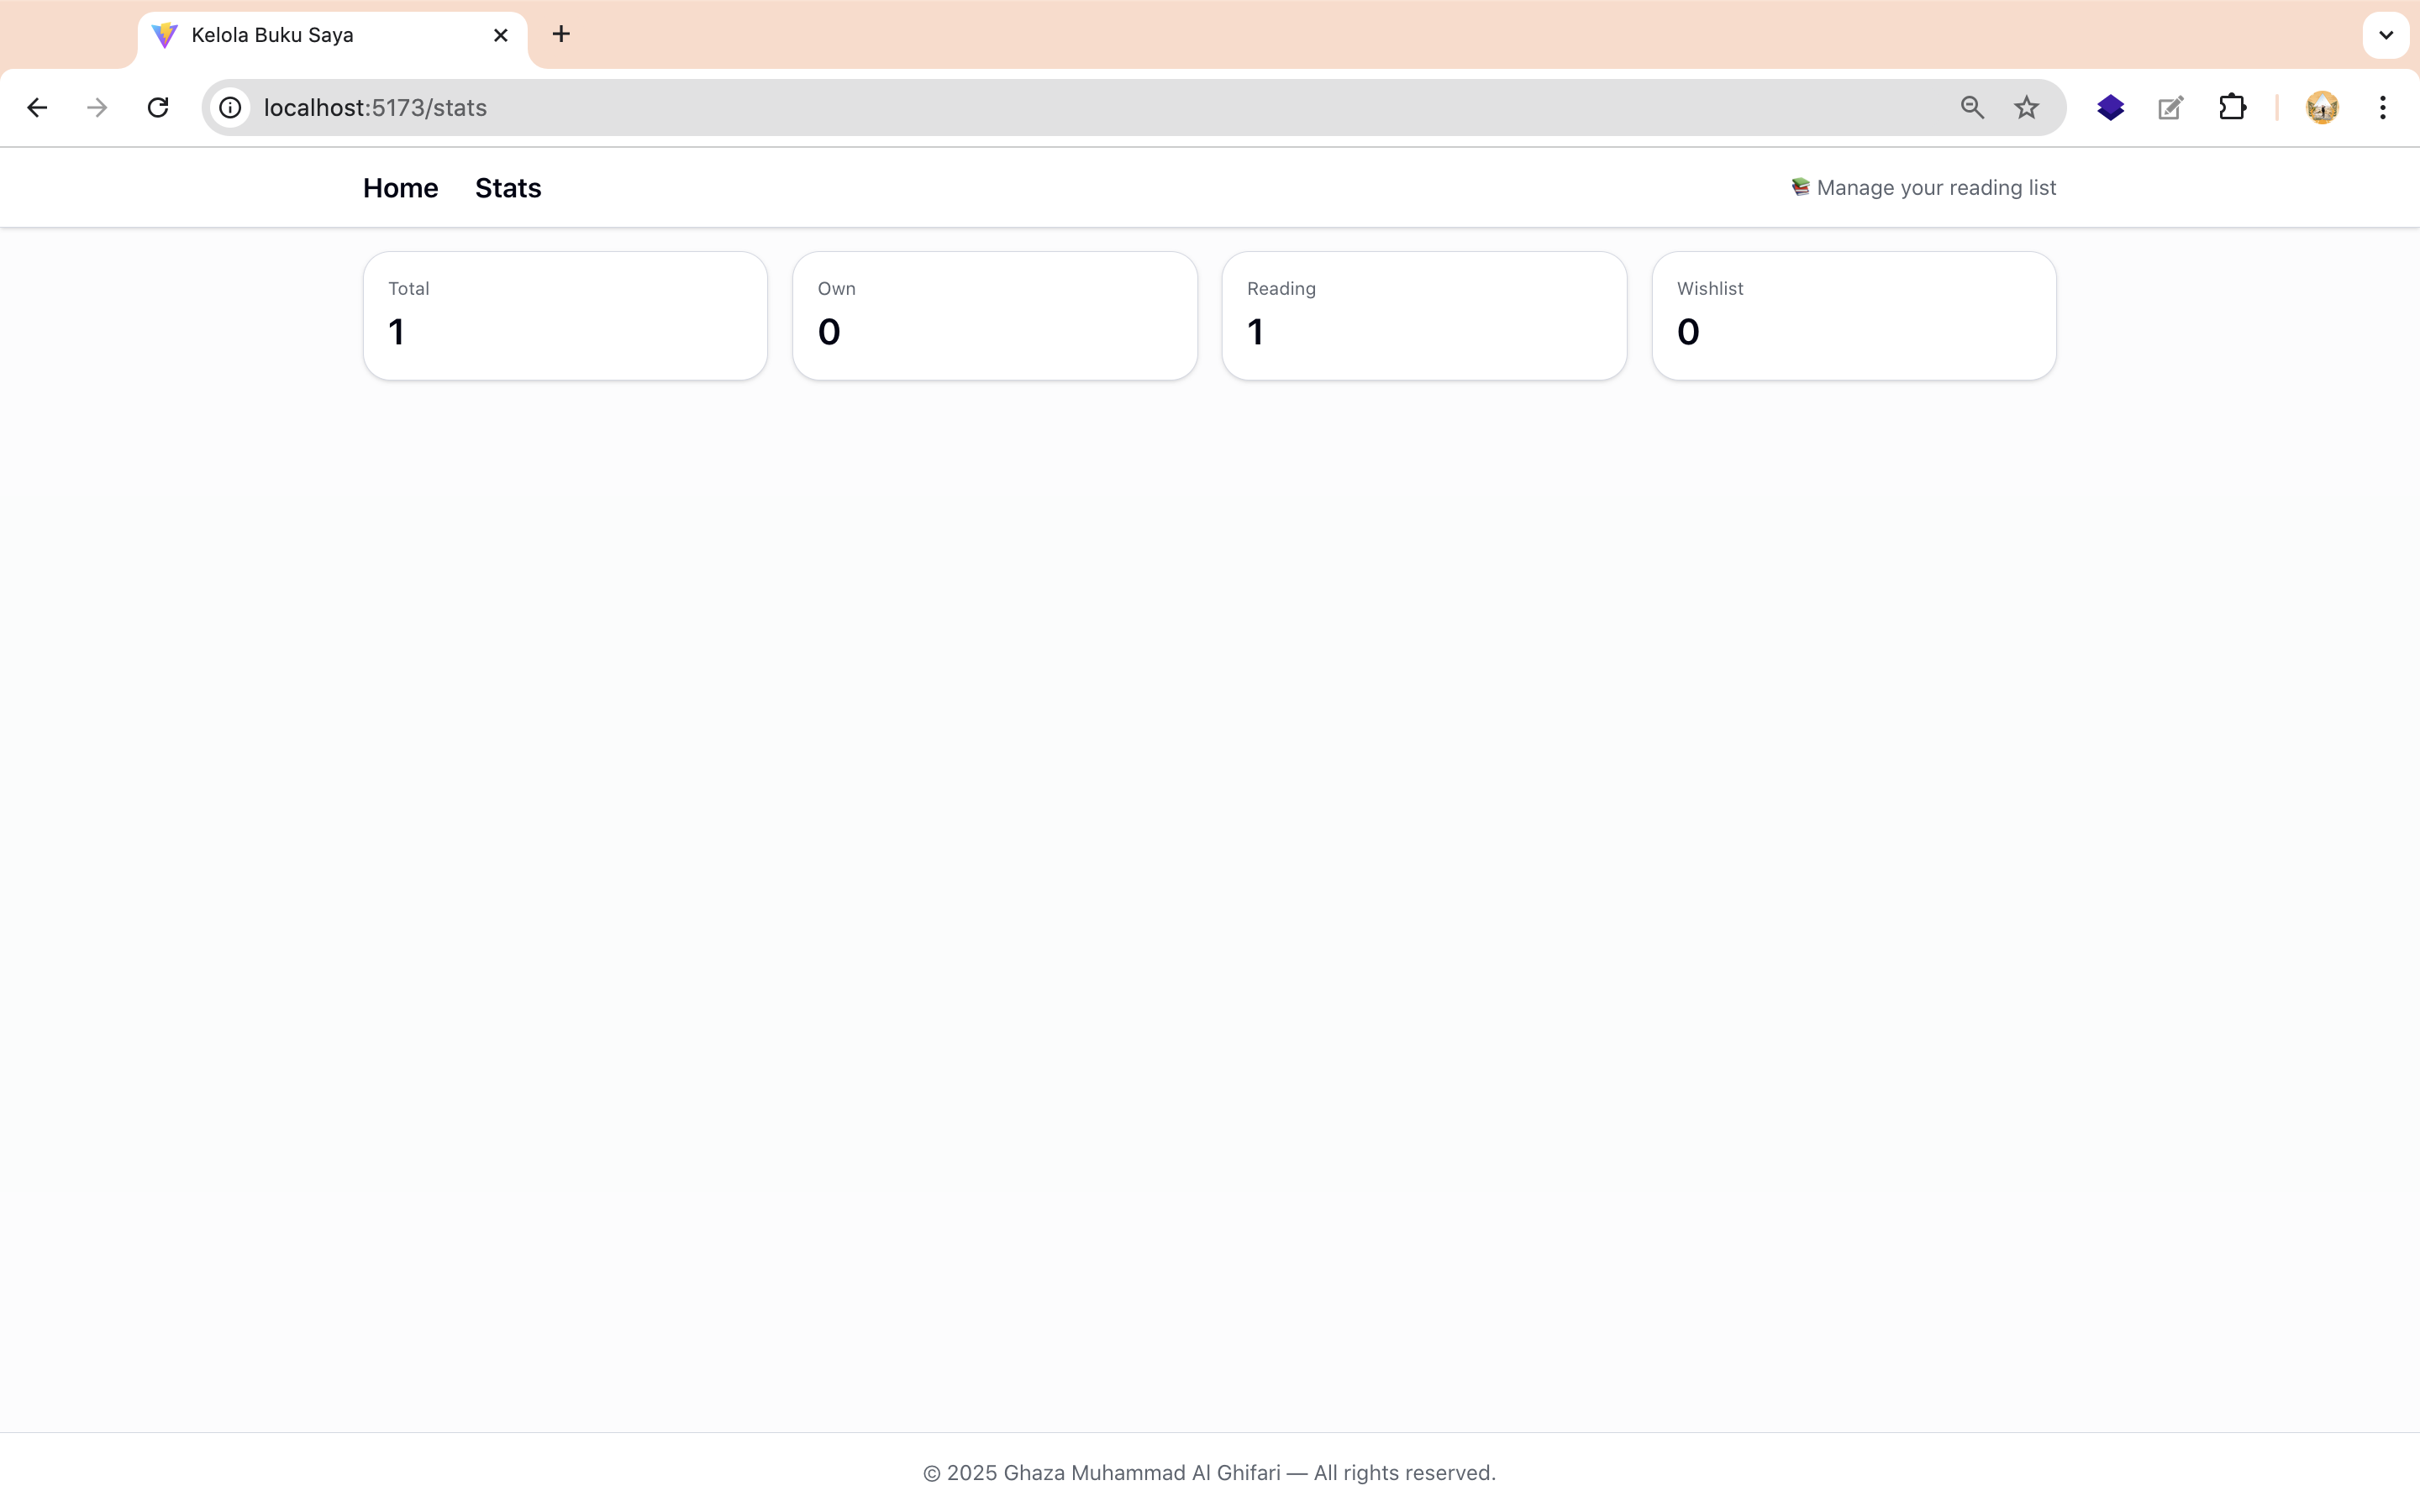 Kelola Buku Saya
localhost:5173/stats
Home Stats 📚 Manage your reading list
Total Own Reading Wishlist
1 0 1 0
© 2025 Ghaza Muhammad Al Ghifari — All rights reserved.